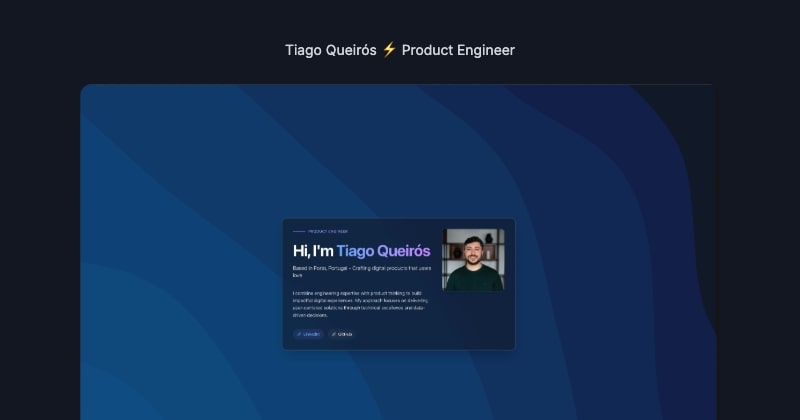 Tiago Queirós ⚡ Product Engineer
PRODUCT ENGINEER
Hi, I'm Tiago Queirós
Based in Porto, Portugal - Crafting digital products that users
love
I combine engineering expertise with product thinking to build
impactful digital experiences. My approach focuses on delivering
user-centered solutions through technical excellence and data-
driven decisions.
LinkedIn
GitHub